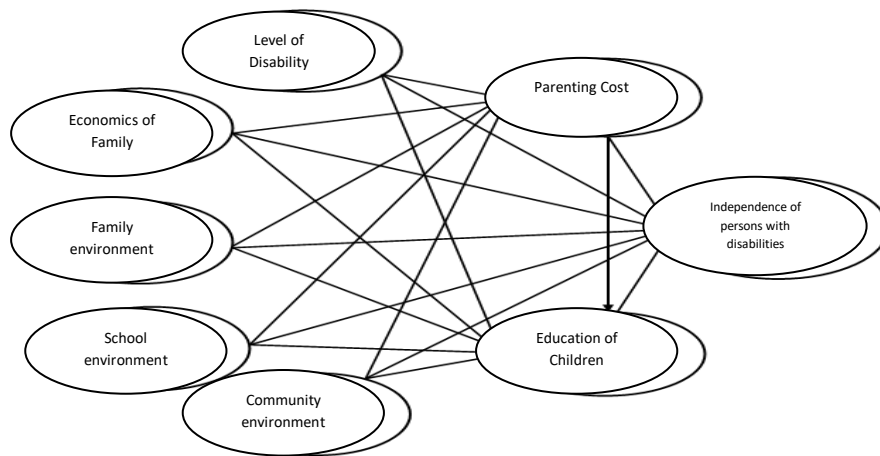 Level of
Disability
Parenting Cost
Economics of
Family
Independence of
persons with
disabilities
Family
environment
School
environment
Education of
Children
Community
environment